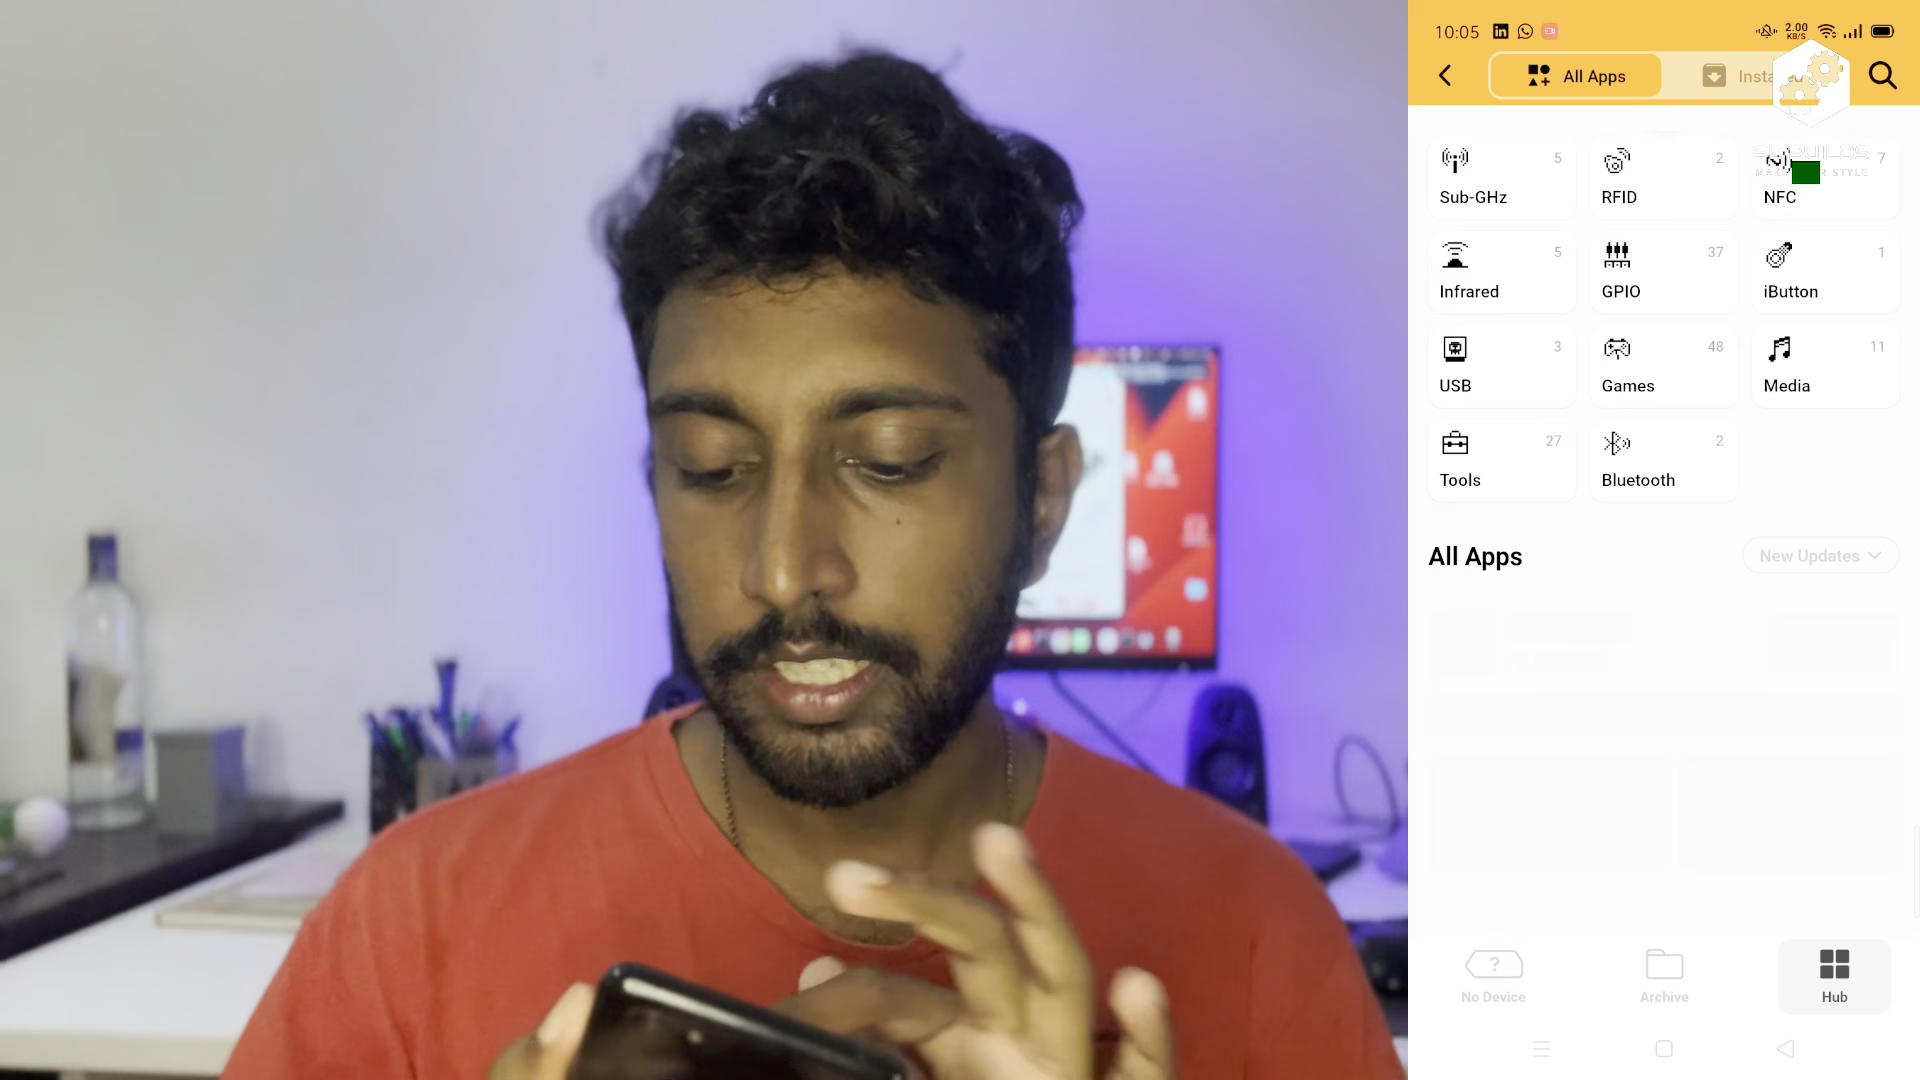 10:05
2.00
KB/S
All Apps
5
2
7
Sub-GHz
RFID
NFC
5
37
1
Infrared
GPIO
iButton
3
48
11
USB
Games
Media
27
2
Tools
Bluetooth
All Apps
New Updates
?
No Device
Archive
Hub